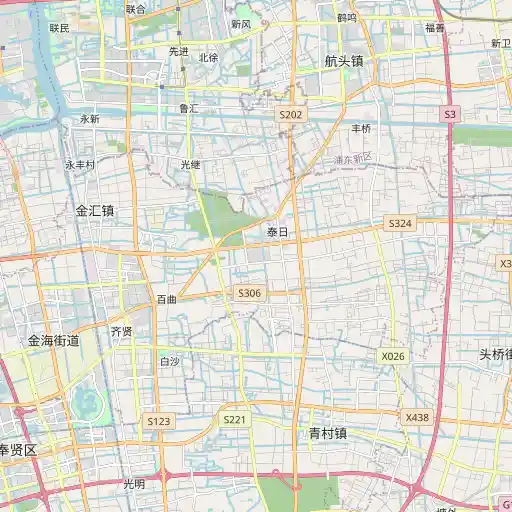 联合
鹤鸣
联民
新风
福善
先进
北徐
新卫
航头镇
鲁汇
S202
S3
永新
丰桥
永丰村
光继
浦东新区
金汇镇
S324
泰日
X3
S306
百曲
齐贤
金海街道
白沙
X026
头桥街
S123
S221
X438
青村镇
奉贤区
光明
G